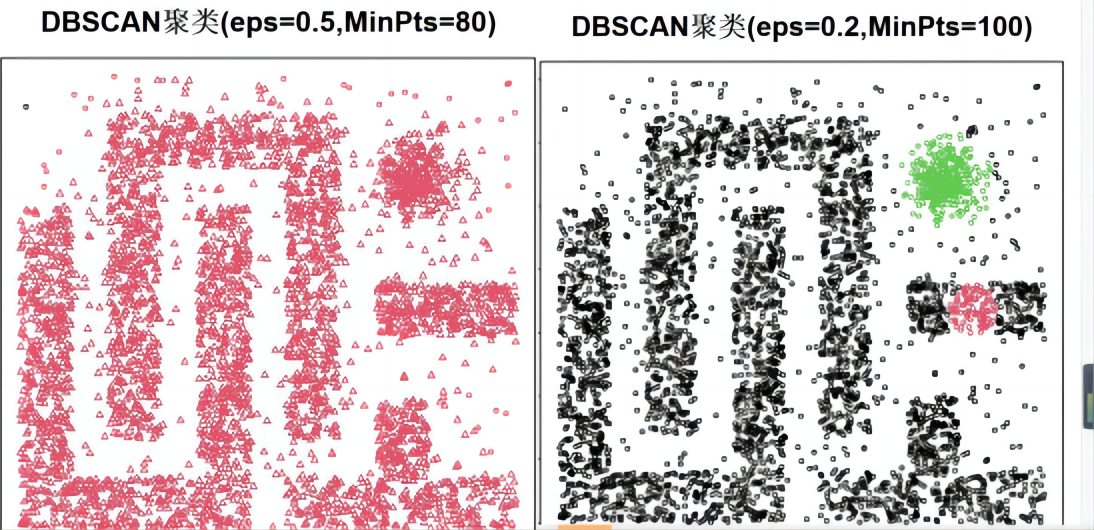 DBSCAN聚类(eps=0.5,MinPts=80)
DBSCAN聚类(eps=0.2,MinPts=100)